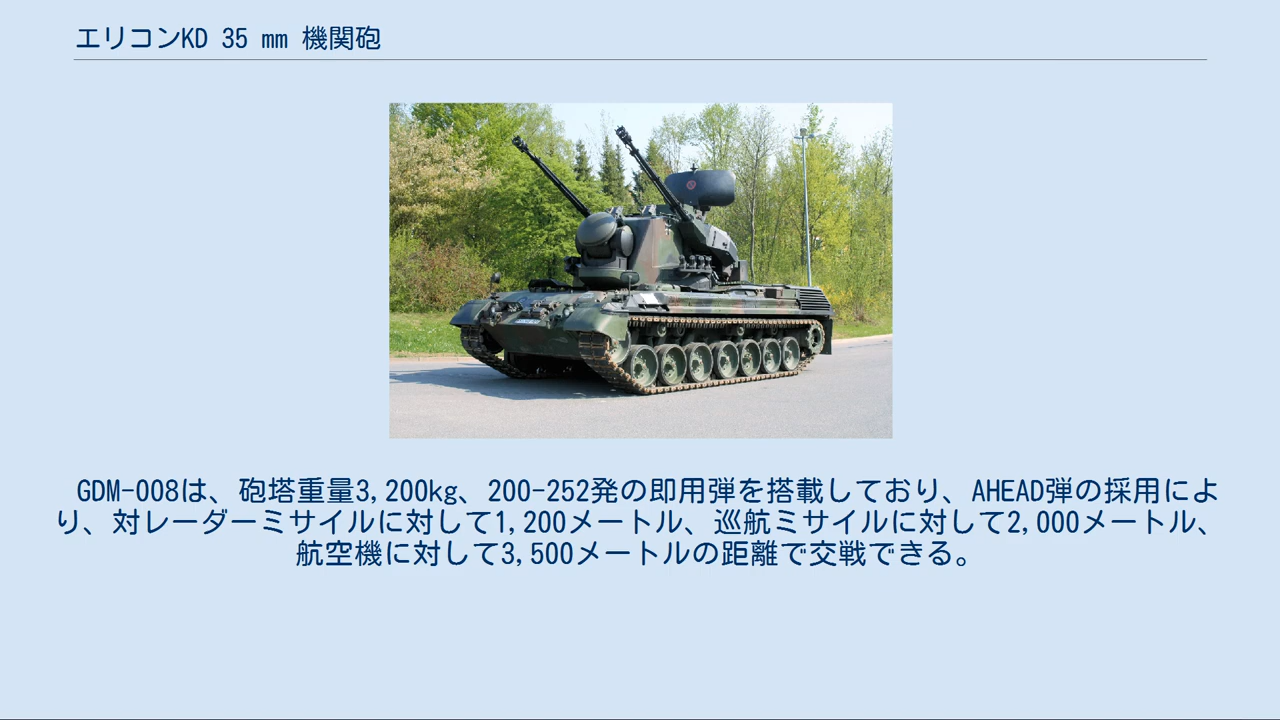 エリコンKD 35 mm 機関砲
GDM-008は、砲塔重量3,200kg、200-252発の即用弾を搭載しており、AHEAD弾の採用によ
り、対レーダーミサイルに対して1,200メートル、巡航ミサイルに対して2,000メートル、
航空機に対して3,500メートルの距離で交戦できる。